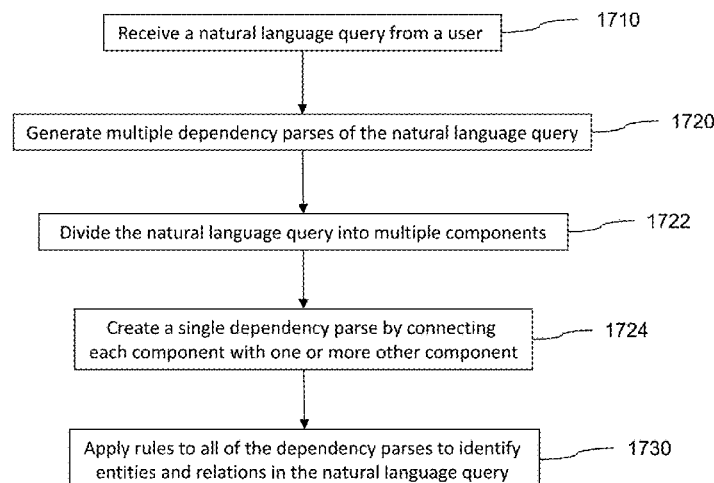 Receive a natural language query from a user
1710
Generate multiple dependency parses of the natural language query
1720
Divide the natural language query into multiple components
1722
Create a single dependency parse by connecting
each component with one or more other component
1724
Apply rules to all of the dependency parses to identify
entities and relations in the natural language query
1730